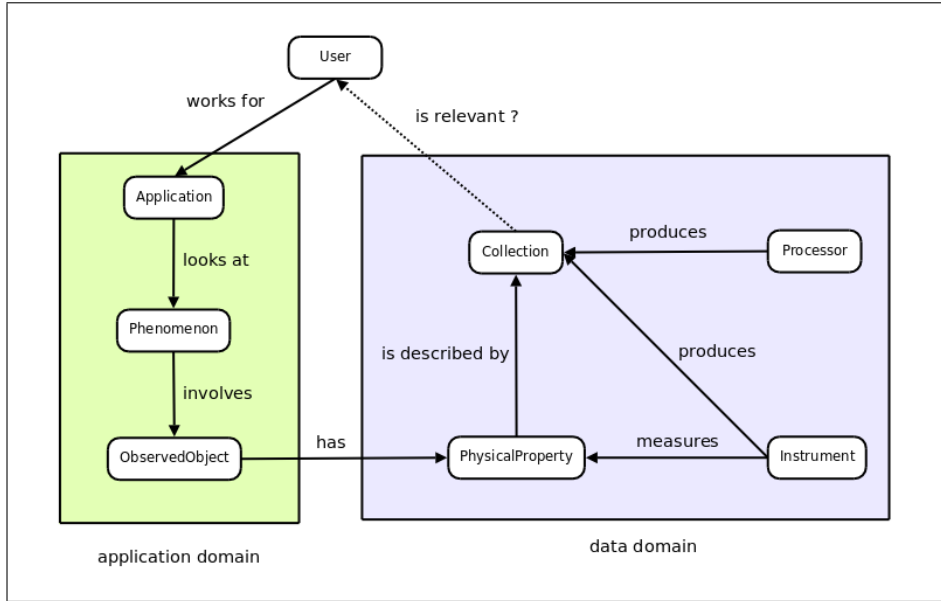 User
works for
is relevant ?
Application
looks at
Phenomenon
involves
ObservedObject
has
application domain
Collection
produces
Processor
is described by
produces
PhysicalProperty
measures
Instrument
data domain